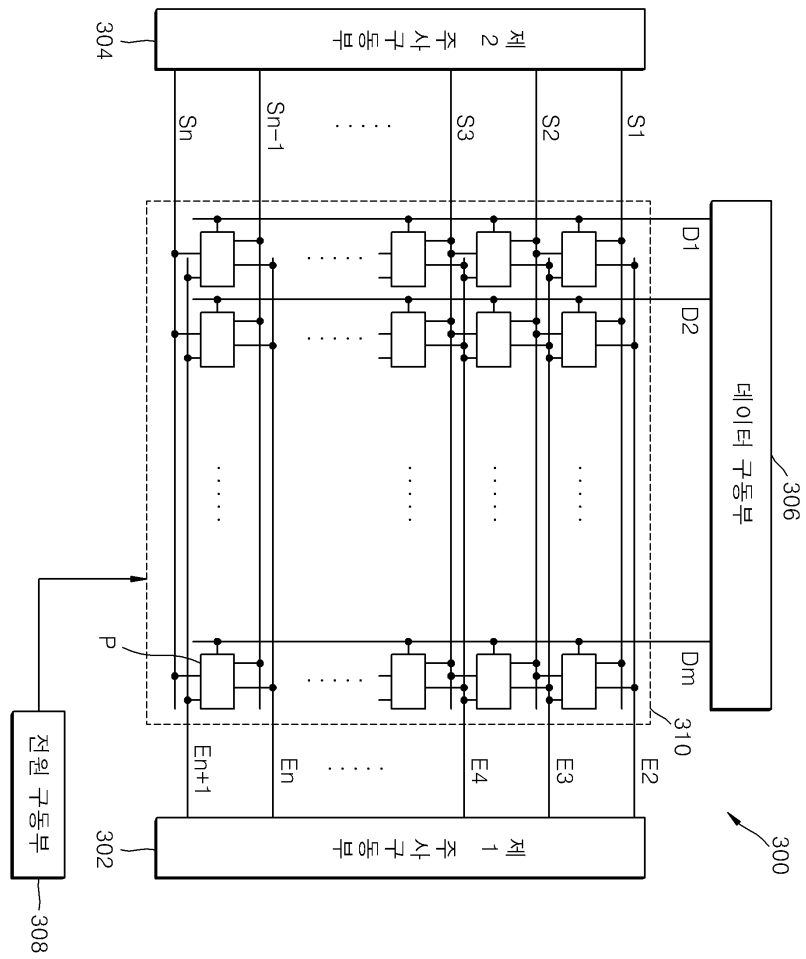 300
데이터 구동부
306
D1
D2
Dm
제 2 주사구동부
304
S1
S2
S3
.....
Sn-1
Sn
제 1 주사구동부
302
E2
E3
E4
.....
En
En+1
310
P
전원 구동부
308